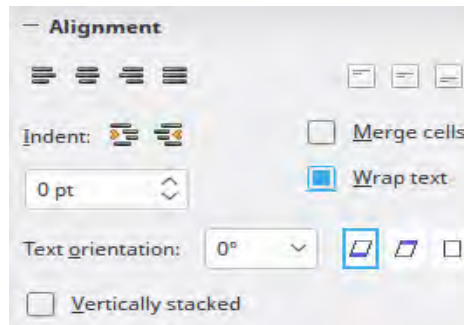 Alignment
Indent:
Merge cells
0 pt
Wrap text
Text orientation:
0°
Vertically stacked